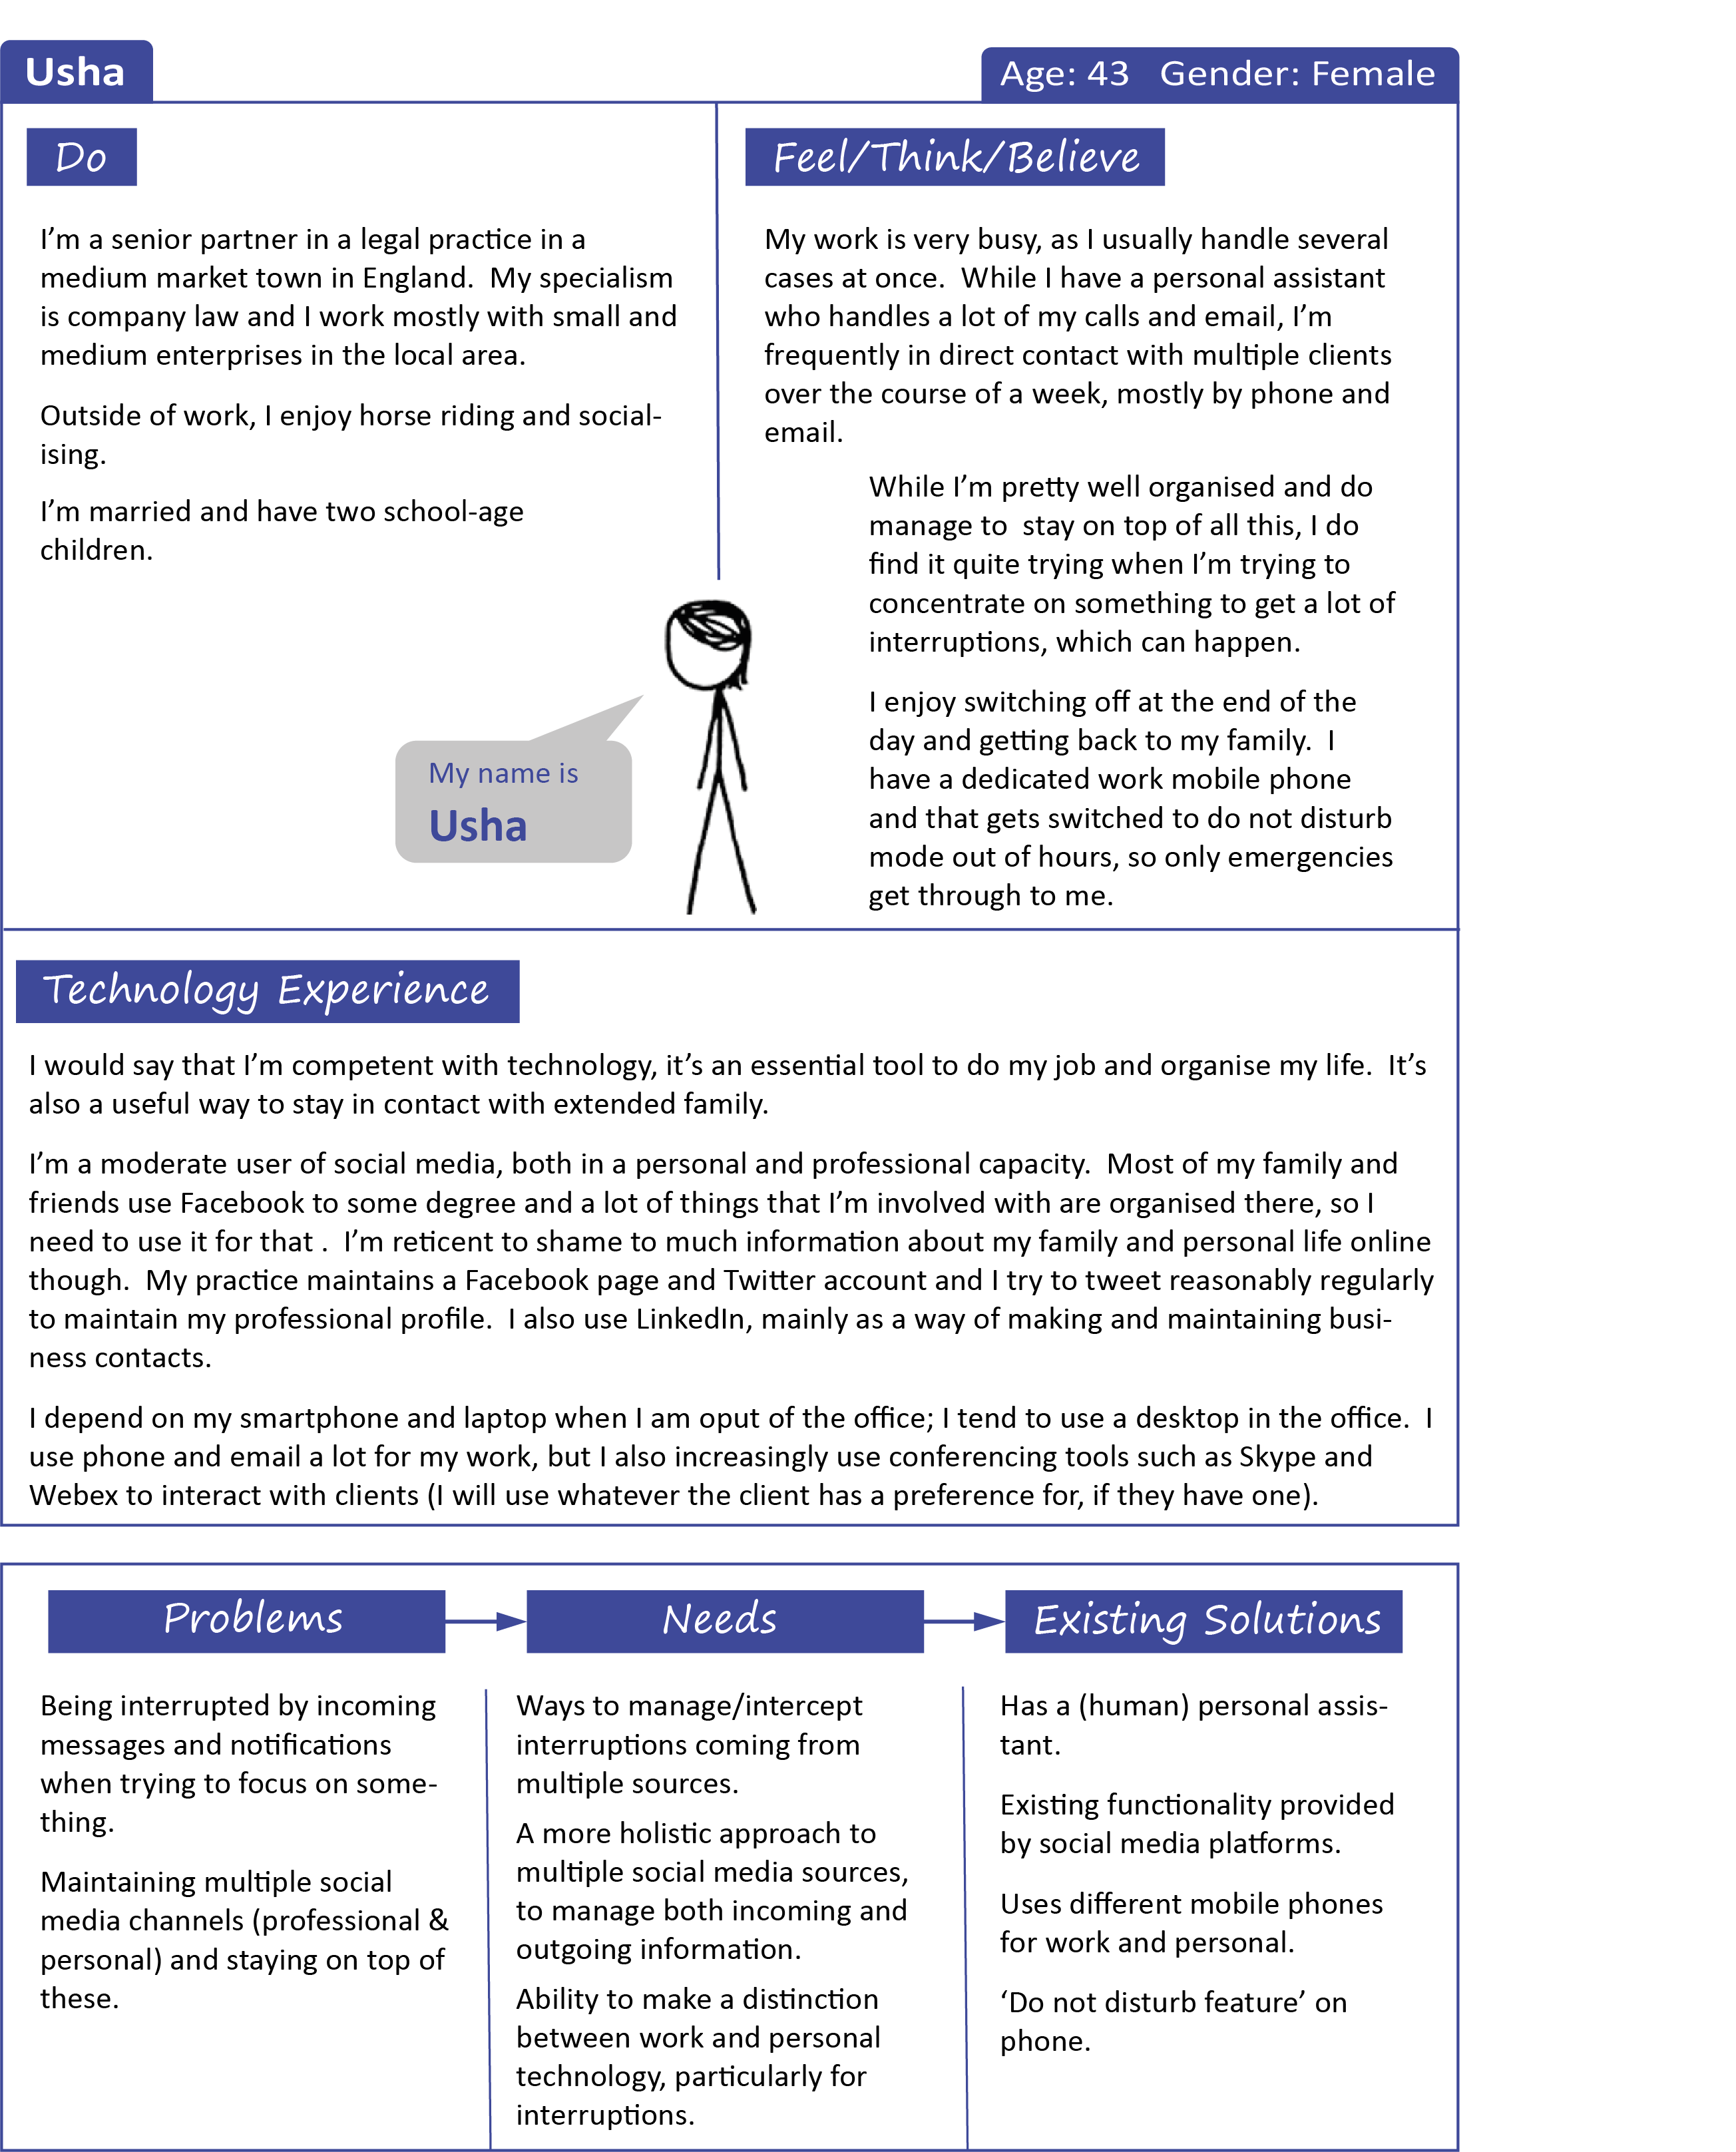 Usha
Age: 43   Gender: Female
Do
I’m a senior partner in a legal practice in a
medium market town in England.  My specialism
is company law and I work mostly with small and
medium enterprises in the local area.
Outside of work, I enjoy horse riding and social-
ising.
I’m married and have two school-age
children.
My name is
Usha
Feel/Think/Believe
My work is very busy, as I usually handle several
cases at once.  While I have a personal assistant
who handles a lot of my calls and email, I’m
frequently in direct contact with multiple clients
over the course of a week, mostly by phone and
email.
While I’m pretty well organised and do
manage to  stay on top of all this, I do
find it quite trying when I’m trying to
concentrate on something to get a lot of
interruptions, which can happen.
I enjoy switching off at the end of the
day and getting back to my family.  I
have a dedicated work mobile phone
and that gets switched to do not disturb
mode out of hours, so only emergencies
get through to me.
Technology Experience
I would say that I’m competent with technology, it’s an essential tool to do my job and organise my life.  It’s
also a useful way to stay in contact with extended family.
I’m a moderate user of social media, both in a personal and professional capacity.  Most of my family and
friends use Facebook to some degree and a lot of things that I’m involved with are organised there, so I
need to use it for that .  I’m reticent to shame to much information about my family and personal life online
though.  My practice maintains a Facebook page and Twitter account and I try to tweet reasonably regularly
to maintain my professional profile.  I also use LinkedIn, mainly as a way of making and maintaining busi-
ness contacts.
I depend on my smartphone and laptop when I am oput of the office; I tend to use a desktop in the office.  I
use phone and email a lot for my work, but I also increasingly use conferencing tools such as Skype and
Webex to interact with clients (I will use whatever the client has a preference for, if they have one).
Problems
Being interrupted by incoming
messages and notifications
when trying to focus on some-
thing.
Maintaining multiple social
media channels (professional &
personal) and staying on top of
these.
Needs
Ways to manage/intercept
interruptions coming from
multiple sources.
A more holistic approach to
multiple social media sources,
to manage both incoming and
outgoing information.
Ability to make a distinction
between work and personal
technology, particularly for
interruptions.
Existing Solutions
Has a (human) personal assis-
tant.
Existing functionality provided
by social media platforms.
Uses different mobile phones
for work and personal.
‘Do not disturb feature’ on
phone.